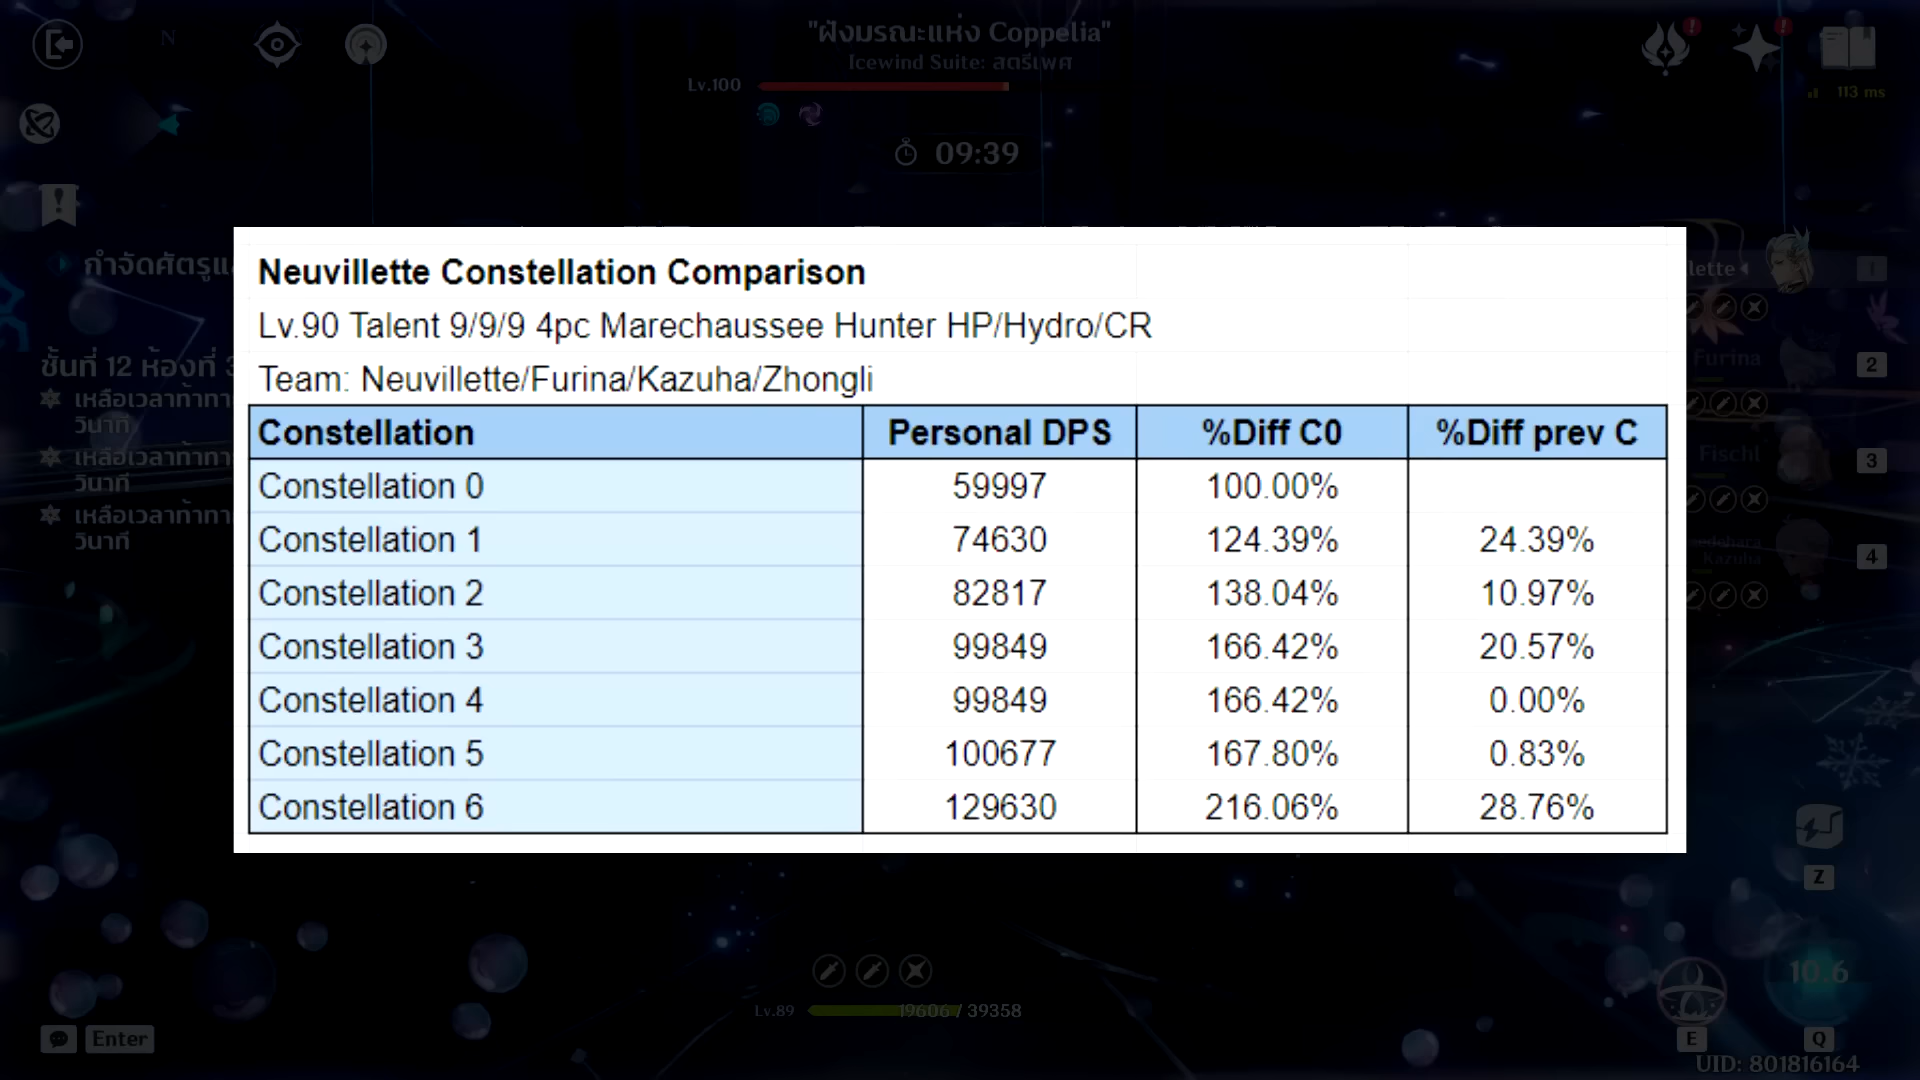 N
"ฝังมรณะแห่ง Coppelia"
Icewind Suite: สตรีเพศ
Lv.100
113 ms
09:39
กำจัดศัตรู
lette
1
ชั้นที่ 12 ห้องที่ 3
Furina
2
เหลือเวลาท้าทาย
วินาที
เหลือเวลาท้าทาย
วินาที
Fischl
3
เหลือเวลาท้าทาย
วินาที
Kazuha
4
Neuvillette Constellation Comparison
Lv.90 Talent 9/9/9 4pc Marechaussee Hunter HP/Hydro/CR
Team: Neuvillette/Furina/Kazuha/Zhongli
Constellation Personal DPS %Diff C0 %Diff prev C
Constellation 0 59997 100.00%
Constellation 1 74630 124.39% 24.39%
Constellation 2 82817 138.04% 10.97%
Constellation 3 99849 166.42% 20.57%
Constellation 4 99849 166.42% 0.00%
Constellation 5 100677 167.80% 0.83%
Constellation 6 129630 216.06% 28.76%
Z
10.6
Lv.89 19606 / 39358
Enter
E
Q
UID: 801816164